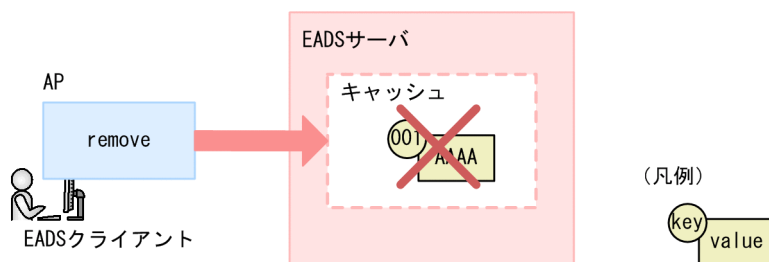 EADSサーバ
AP
キャッシュ
remove
001
AAAA
EADSクライアント
(凡例)
key
value